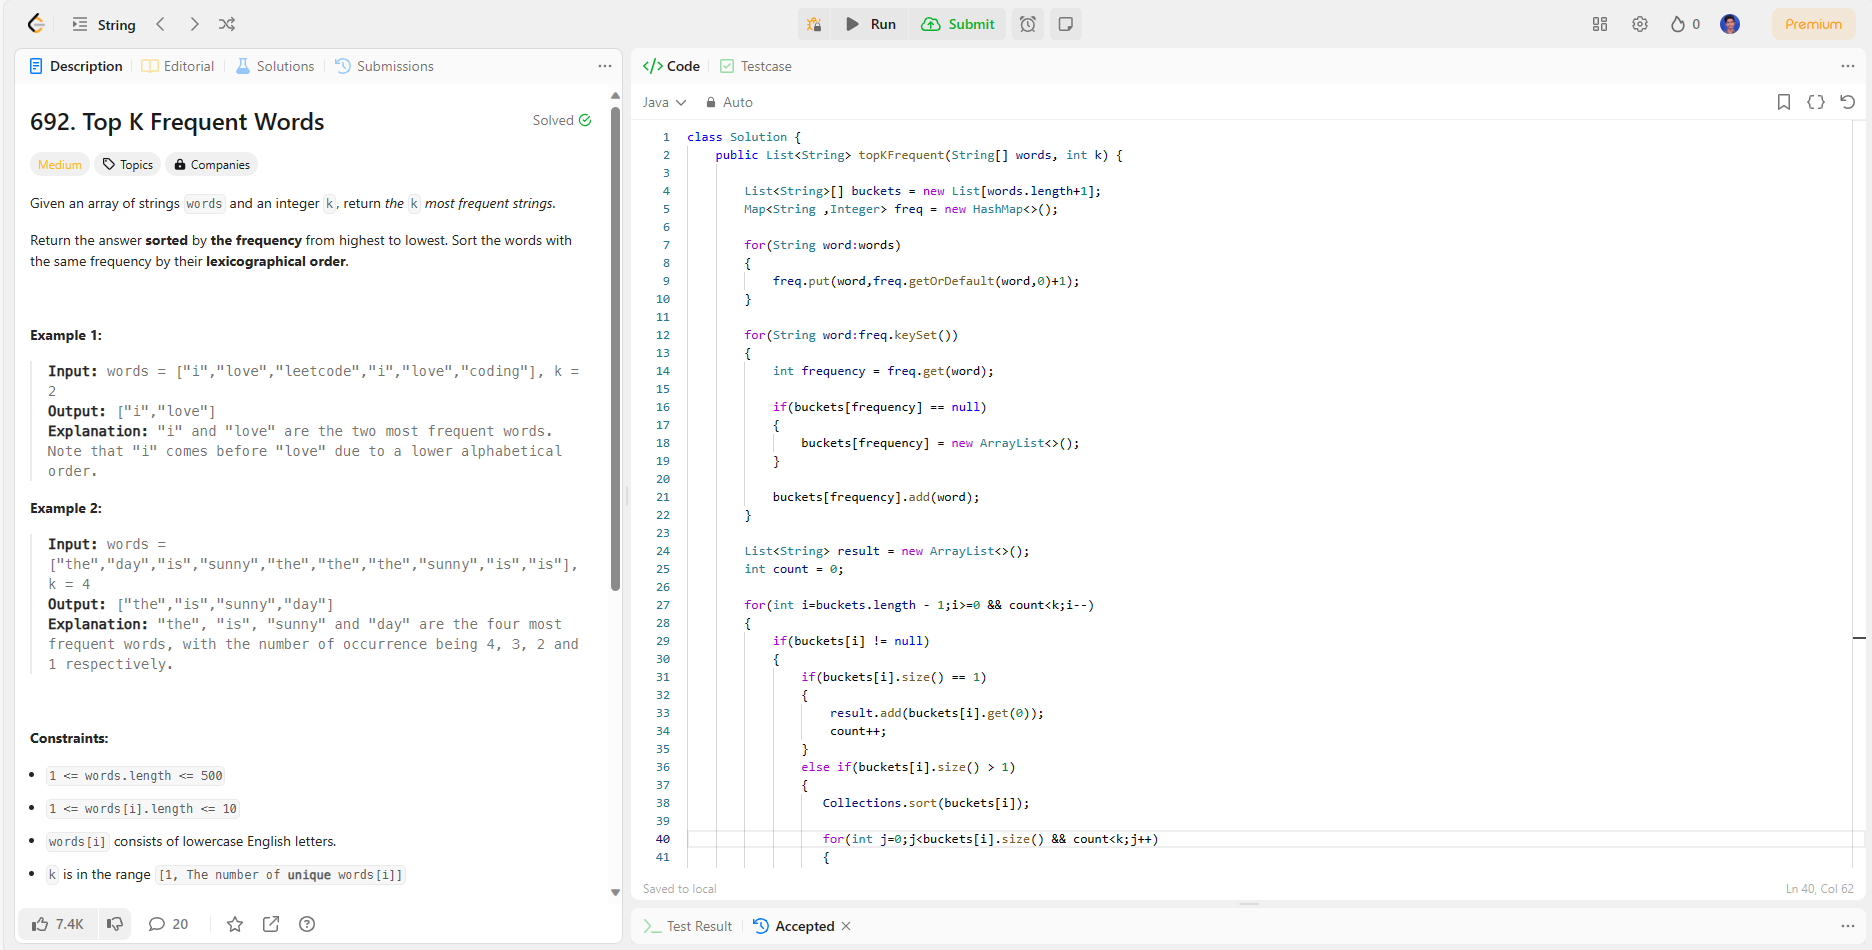 String
Run
Submit
0
Premium
Description
Editorial
Solutions
Submissions
692. Top K Frequent Words
Solved
Medium
Topics
Companies
Given an array of strings words and an integer k, return the k most frequent strings.
Return the answer sorted by the frequency from highest to lowest. Sort the words with
the same frequency by their lexicographical order.
Example 1:
Input: words = ["i","love","leetcode","i","love","coding"], k =
2
Output: ["i","love"]
Explanation: "i" and "love" are the two most frequent words.
Note that "i" comes before "love" due to a lower alphabetical
order.
Example 2:
Input: words =
["the","day","is","sunny","the","the","the","sunny","is","is"],
k = 4
Output: ["the","is","sunny","day"]
Explanation: "the", "is", "sunny" and "day" are the four most
frequent words, with the number of occurrence being 4, 3, 2 and
1 respectively.
Constraints:
• 1 <= words.length <= 500
• 1 <= words[i].length <= 10
• words[i] consists of lowercase English letters.
• k is in the range [1, The number of unique words[i]]
7.4K
20
</> Code
Testcase
Java
Auto
1 class Solution {
2 public List<String> topKFrequent(String[] words, int k) {
3
4 List<String>[] buckets = new List[words.length+1];
5 Map<String ,Integer> freq = new HashMap<>();
6
7 for(String word:words)
8 {
9 freq.put(word,freq.getOrDefault(word,0)+1);
10 }
11
12 for(String word:freq.keySet())
13 {
14 int frequency = freq.get(word);
15
16 if(buckets[frequency] == null)
17 {
18 buckets[frequency] = new ArrayList<>();
19 }
20
21 buckets[frequency].add(word);
22 }
23
24 List<String> result = new ArrayList<>();
25 int count = 0;
26
27 for(int i=buckets.length - 1;i>=0 && count<k;i--)
28 {
29 if(buckets[i] != null)
30 {
31 if(buckets[i].size() == 1)
32 {
33 result.add(buckets[i].get(0));
34 count++;
35 }
36 else if(buckets[i].size() > 1)
37 {
38 Collections.sort(buckets[i]);
39
40 for(int j=0;j<buckets[i].size() && count<k;j++)
41 {
Saved to local
Ln 40, Col 62
Test Result
Accepted